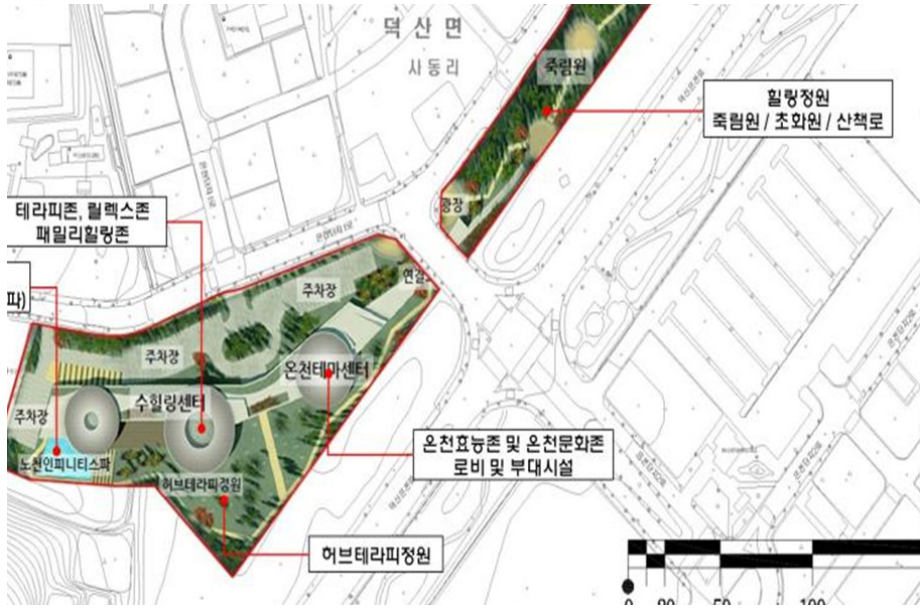 덕산면
사동리
죽림원
힐링정원
죽림원 / 초화원 / 산책로
광장
테라피존, 릴렉스존
패밀리힐링존
파)
주차장
연결
주차장
온천테마센터
수힐링센터
주차장
노천인피니티스파
허브테라피정원
온천효능존 및 온천문화존
로비 및 부대시설
허브테라피정원